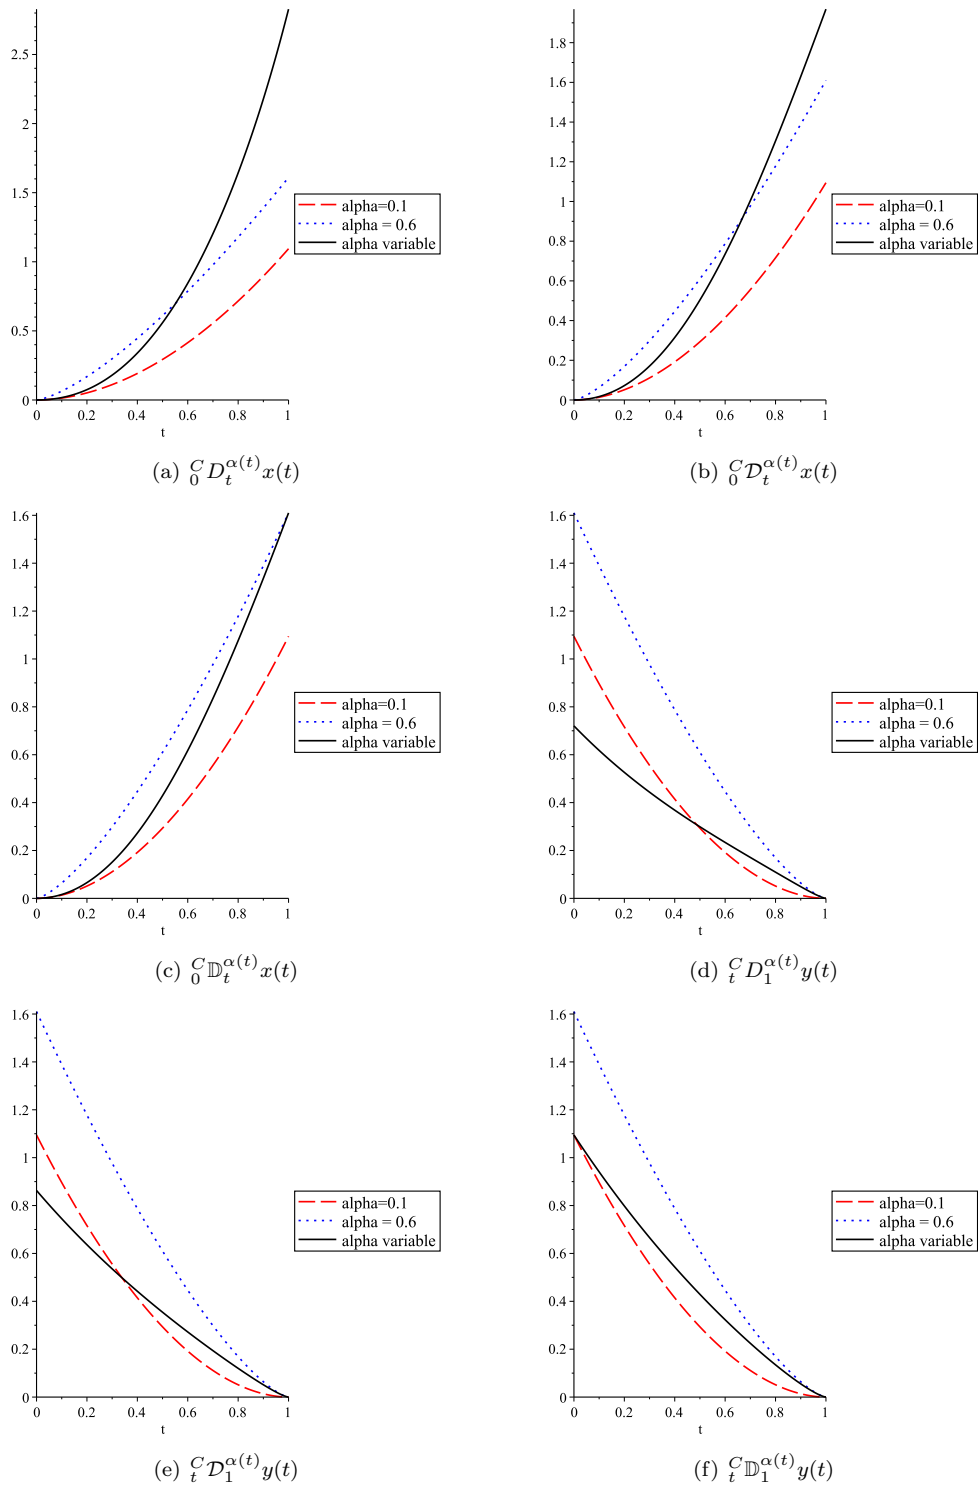 2.5
2
1.5
1
0.5
0
0 0.2 0.4 0.6 0.8 1
t
alpha=0.1
alpha = 0.6
alpha variable
(a) $^C_0 D_t^{\alpha(t)} x(t)$
1.8
1.6
1.4
1.2
1
0.8
0.6
0.4
0.2
0
0 0.2 0.4 0.6 0.8 1
t
alpha=0.1
alpha = 0.6
alpha variable
(b) $^C_0 \mathcal{D}_t^{\alpha(t)} x(t)$
1.6
1.4
1.2
1
0.8
0.6
0.4
0.2
0
0 0.2 0.4 0.6 0.8 1
t
alpha=0.1
alpha = 0.6
alpha variable
(c) $^C_0 \mathbb{D}_t^{\alpha(t)} x(t)$
1.6
1.4
1.2
1
0.8
0.6
0.4
0.2
0
0 0.2 0.4 0.6 0.8 1
t
alpha=0.1
alpha = 0.6
alpha variable
(d) $^C_t D_1^{\alpha(t)} y(t)$
1.6
1.4
1.2
1
0.8
0.6
0.4
0.2
0
0 0.2 0.4 0.6 0.8 1
t
alpha=0.1
alpha = 0.6
alpha variable
(e) $^C_t \mathcal{D}_1^{\alpha(t)} y(t)$
1.6
1.4
1.2
1
0.8
0.6
0.4
0.2
0
0 0.2 0.4 0.6 0.8 1
t
alpha=0.1
alpha = 0.6
alpha variable
(f) $^C_t \mathbb{D}_1^{\alpha(t)} y(t)$